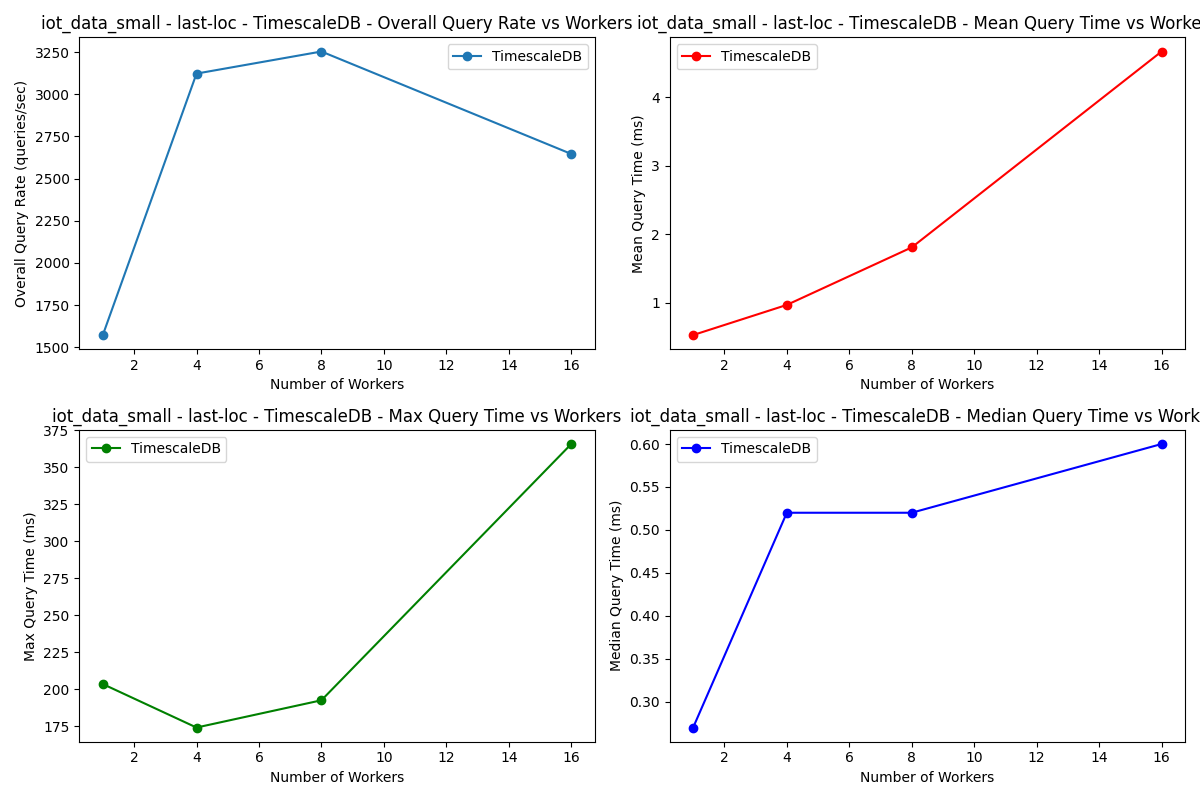 iot_data_small - last-loc - TimescaleDB - Overall Query Rate vs Workers
TimescaleDB
Overall Query Rate (queries/sec)
3250
3000
2750
2500
2250
2000
1750
1500
2 4 6 8 10 12 14 16
Number of Workers
iot_data_small - last-loc - TimescaleDB - Mean Query Time vs Worke
TimescaleDB
Mean Query Time (ms)
4
3
2
1
2 4 6 8 10 12 14 16
Number of Workers
iot_data_small - last-loc - TimescaleDB - Max Query Time vs Workers
TimescaleDB
Max Query Time (ms)
375
350
325
300
275
250
225
200
175
2 4 6 8 10 12 14 16
Number of Workers
iot_data_small - last-loc - TimescaleDB - Median Query Time vs Work
TimescaleDB
Median Query Time (ms)
0.60
0.55
0.50
0.45
0.40
0.35
0.30
2 4 6 8 10 12 14 16
Number of Workers